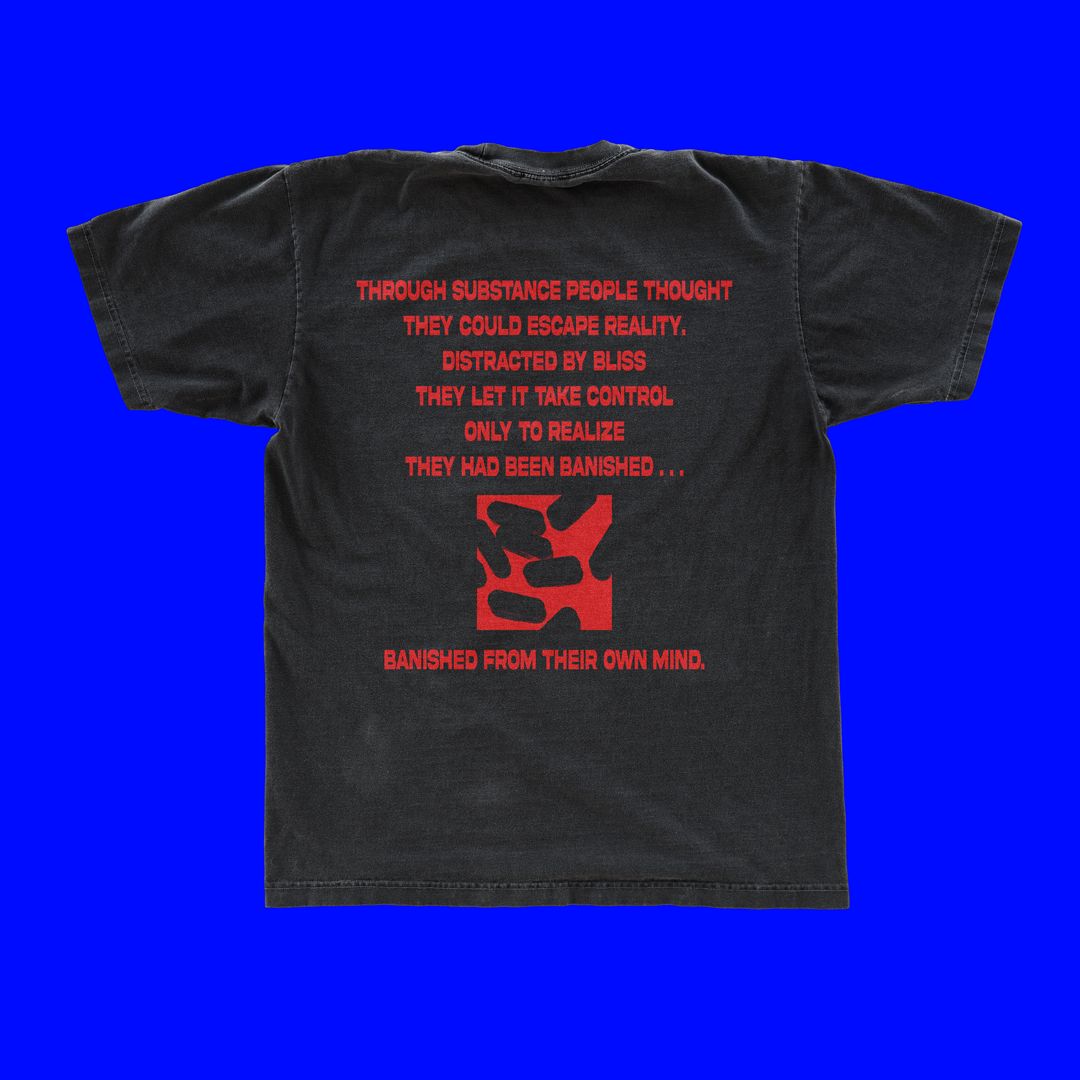 THROUGH SUBSTANCE PEOPLE THOUGHT
THEY COULD ESCAPE REALITY.
DISTRACTED BY BLISS
THEY LET IT TAKE CONTROL
ONLY TO REALIZE
THEY HAD BEEN BANISHED . . .
BANISHED FROM THEIR OWN MIND.